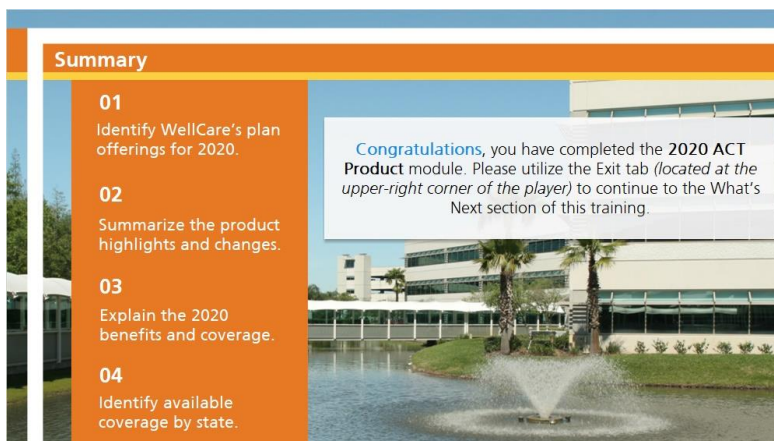 Summary
01
Identify WellCare's plan
offerings for 2020.
02
Summarize the product
highlights and changes.
03
Explain the 2020
benefits and coverage.
04
Identify available
coverage by state.
Congratulations, you have completed the 2020 ACT
Product module. Please utilize the Exit tab (located at the
upper-right corner of the player) to continue to the What's
Next section of this training.